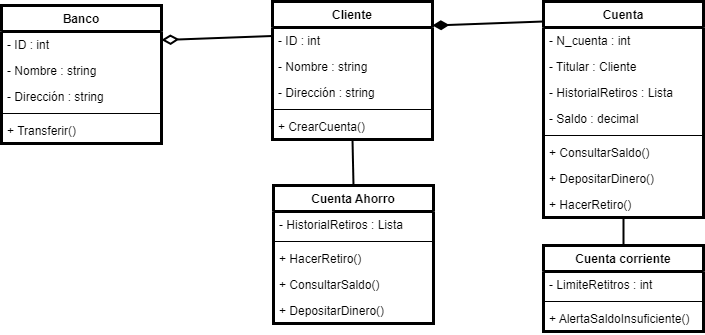 Banco
- ID : int
- Nombre : string
- Dirección : string
+ Transferir()
Cliente
- ID : int
- Nombre : string
- Dirección : string
+ CrearCuenta()
Cuenta
- N_cuenta : int
- Titular : Cliente
- HistorialRetiros : Lista
- Saldo : decimal
+ ConsultarSaldo()
+ DepositarDinero()
+ HacerRetiro()
Cuenta Ahorro
- HistorialRetiros : Lista
+ HacerRetiro()
+ ConsultarSaldo()
+ DepositarDinero()
Cuenta corriente
- LimiteRetitros : int
+ AlertaSaldoInsuficiente()